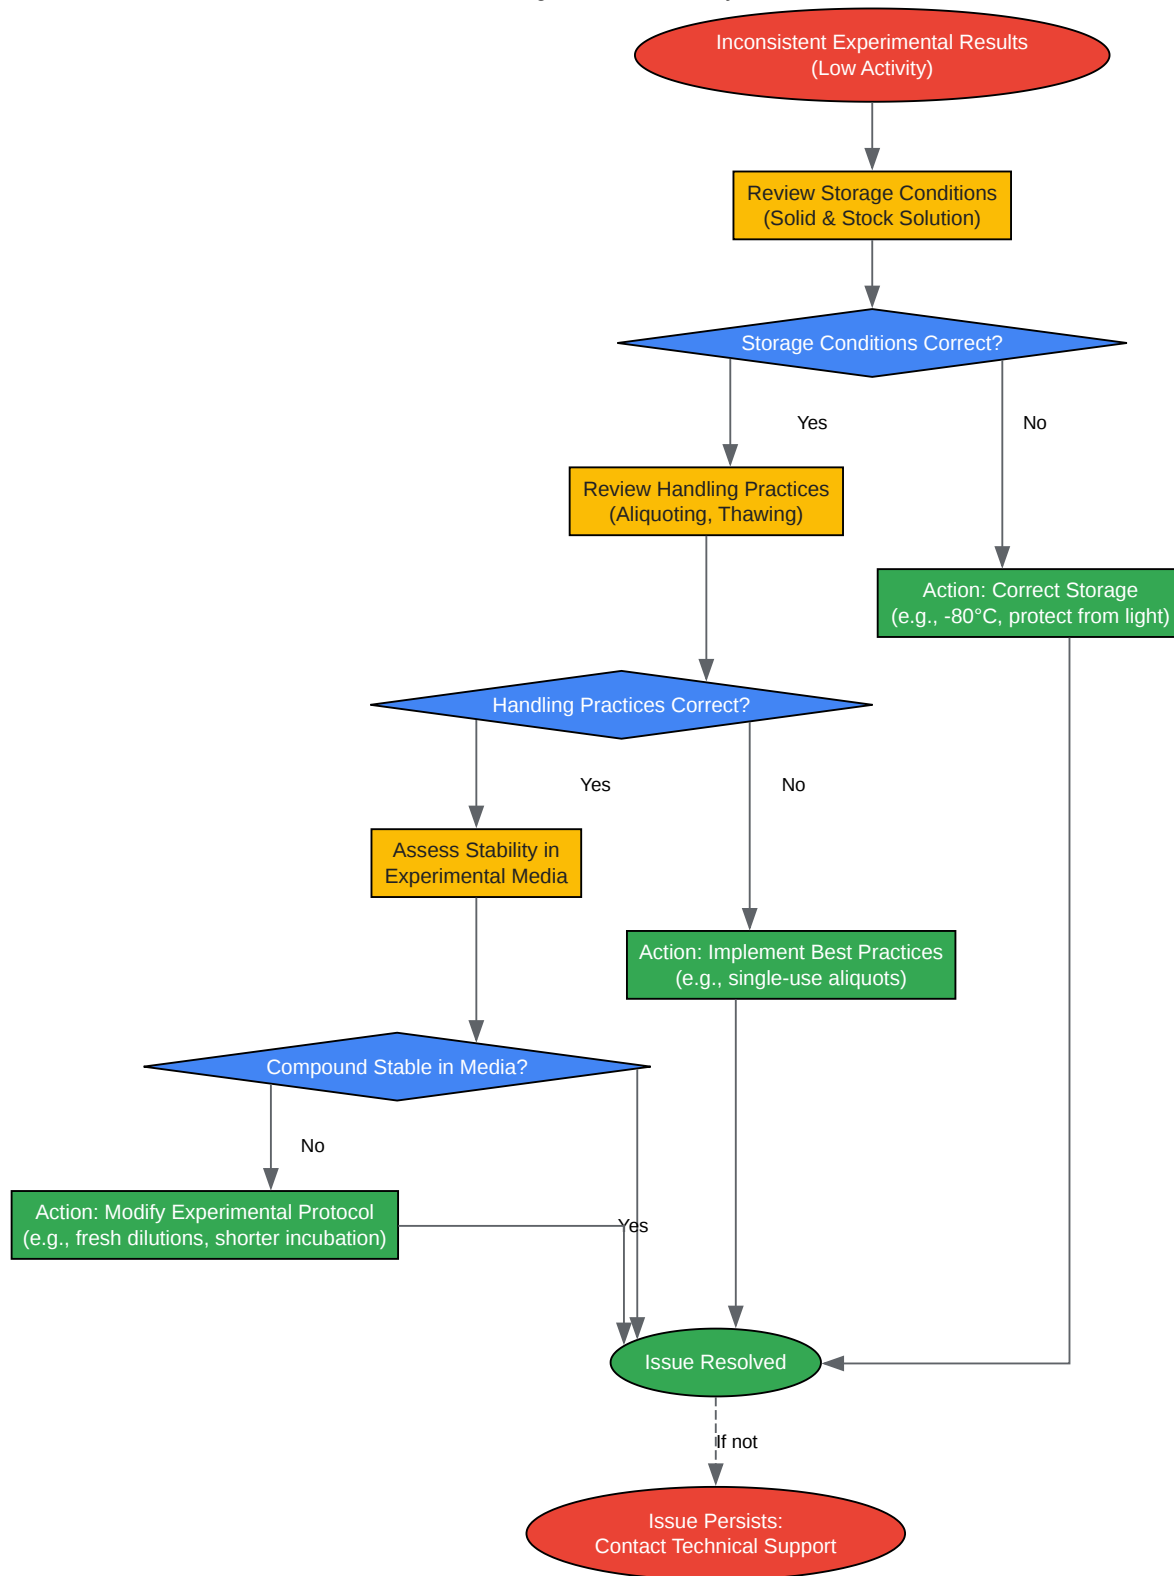 Inconsistent Experimental Results
(Low Activity)
Review Storage Conditions
(Solid & Stock Solution)
Storage Conditions Correct?
Yes
No
Review Handling Practices
(Aliquoting, Thawing)
Action: Correct Storage
(e.g., -80°C, protect from light)
Handling Practices Correct?
Yes
No
Assess Stability in
Experimental Media
Action: Implement Best Practices
(e.g., single-use aliquots)
Compound Stable in Media?
No
Action: Modify Experimental Protocol
(e.g., fresh dilutions, shorter incubation)
Yes
Issue Resolved
If not
Issue Persists:
Contact Technical Support